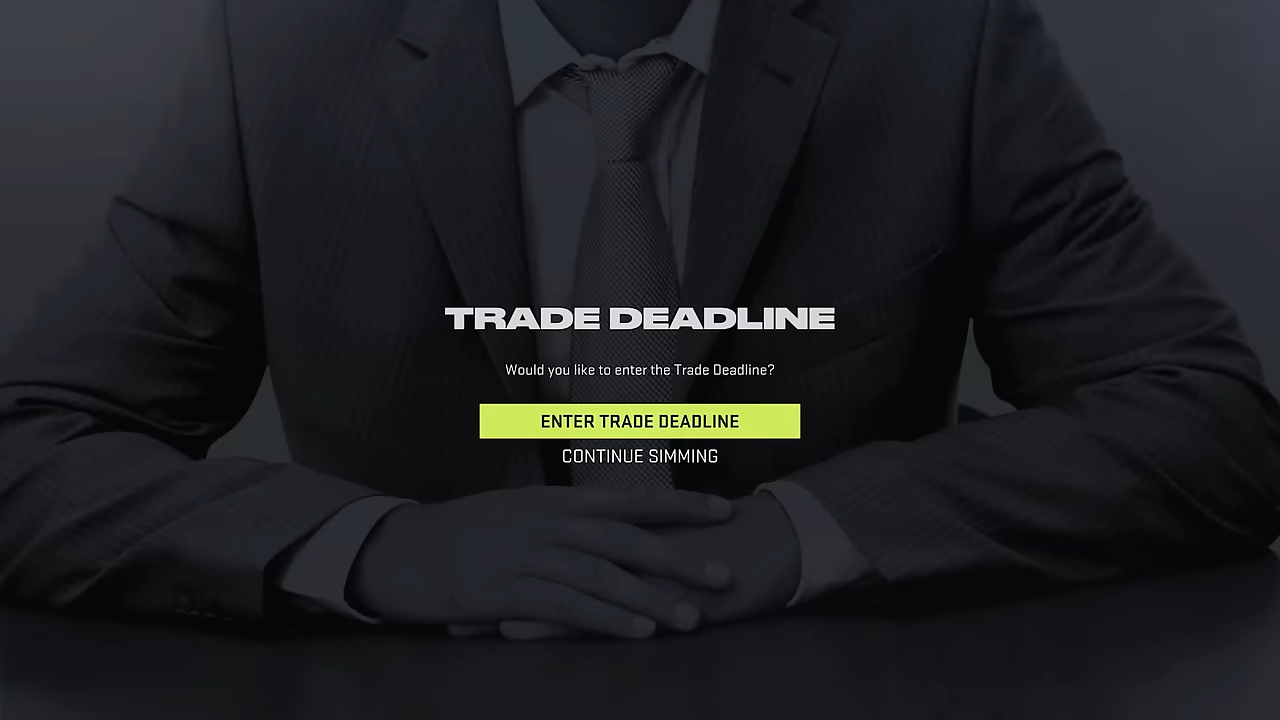 TRADE DEADLINE
Would you like to enter the Trade Deadline?
ENTER TRADE DEADLINE
CONTINUE SIMMING